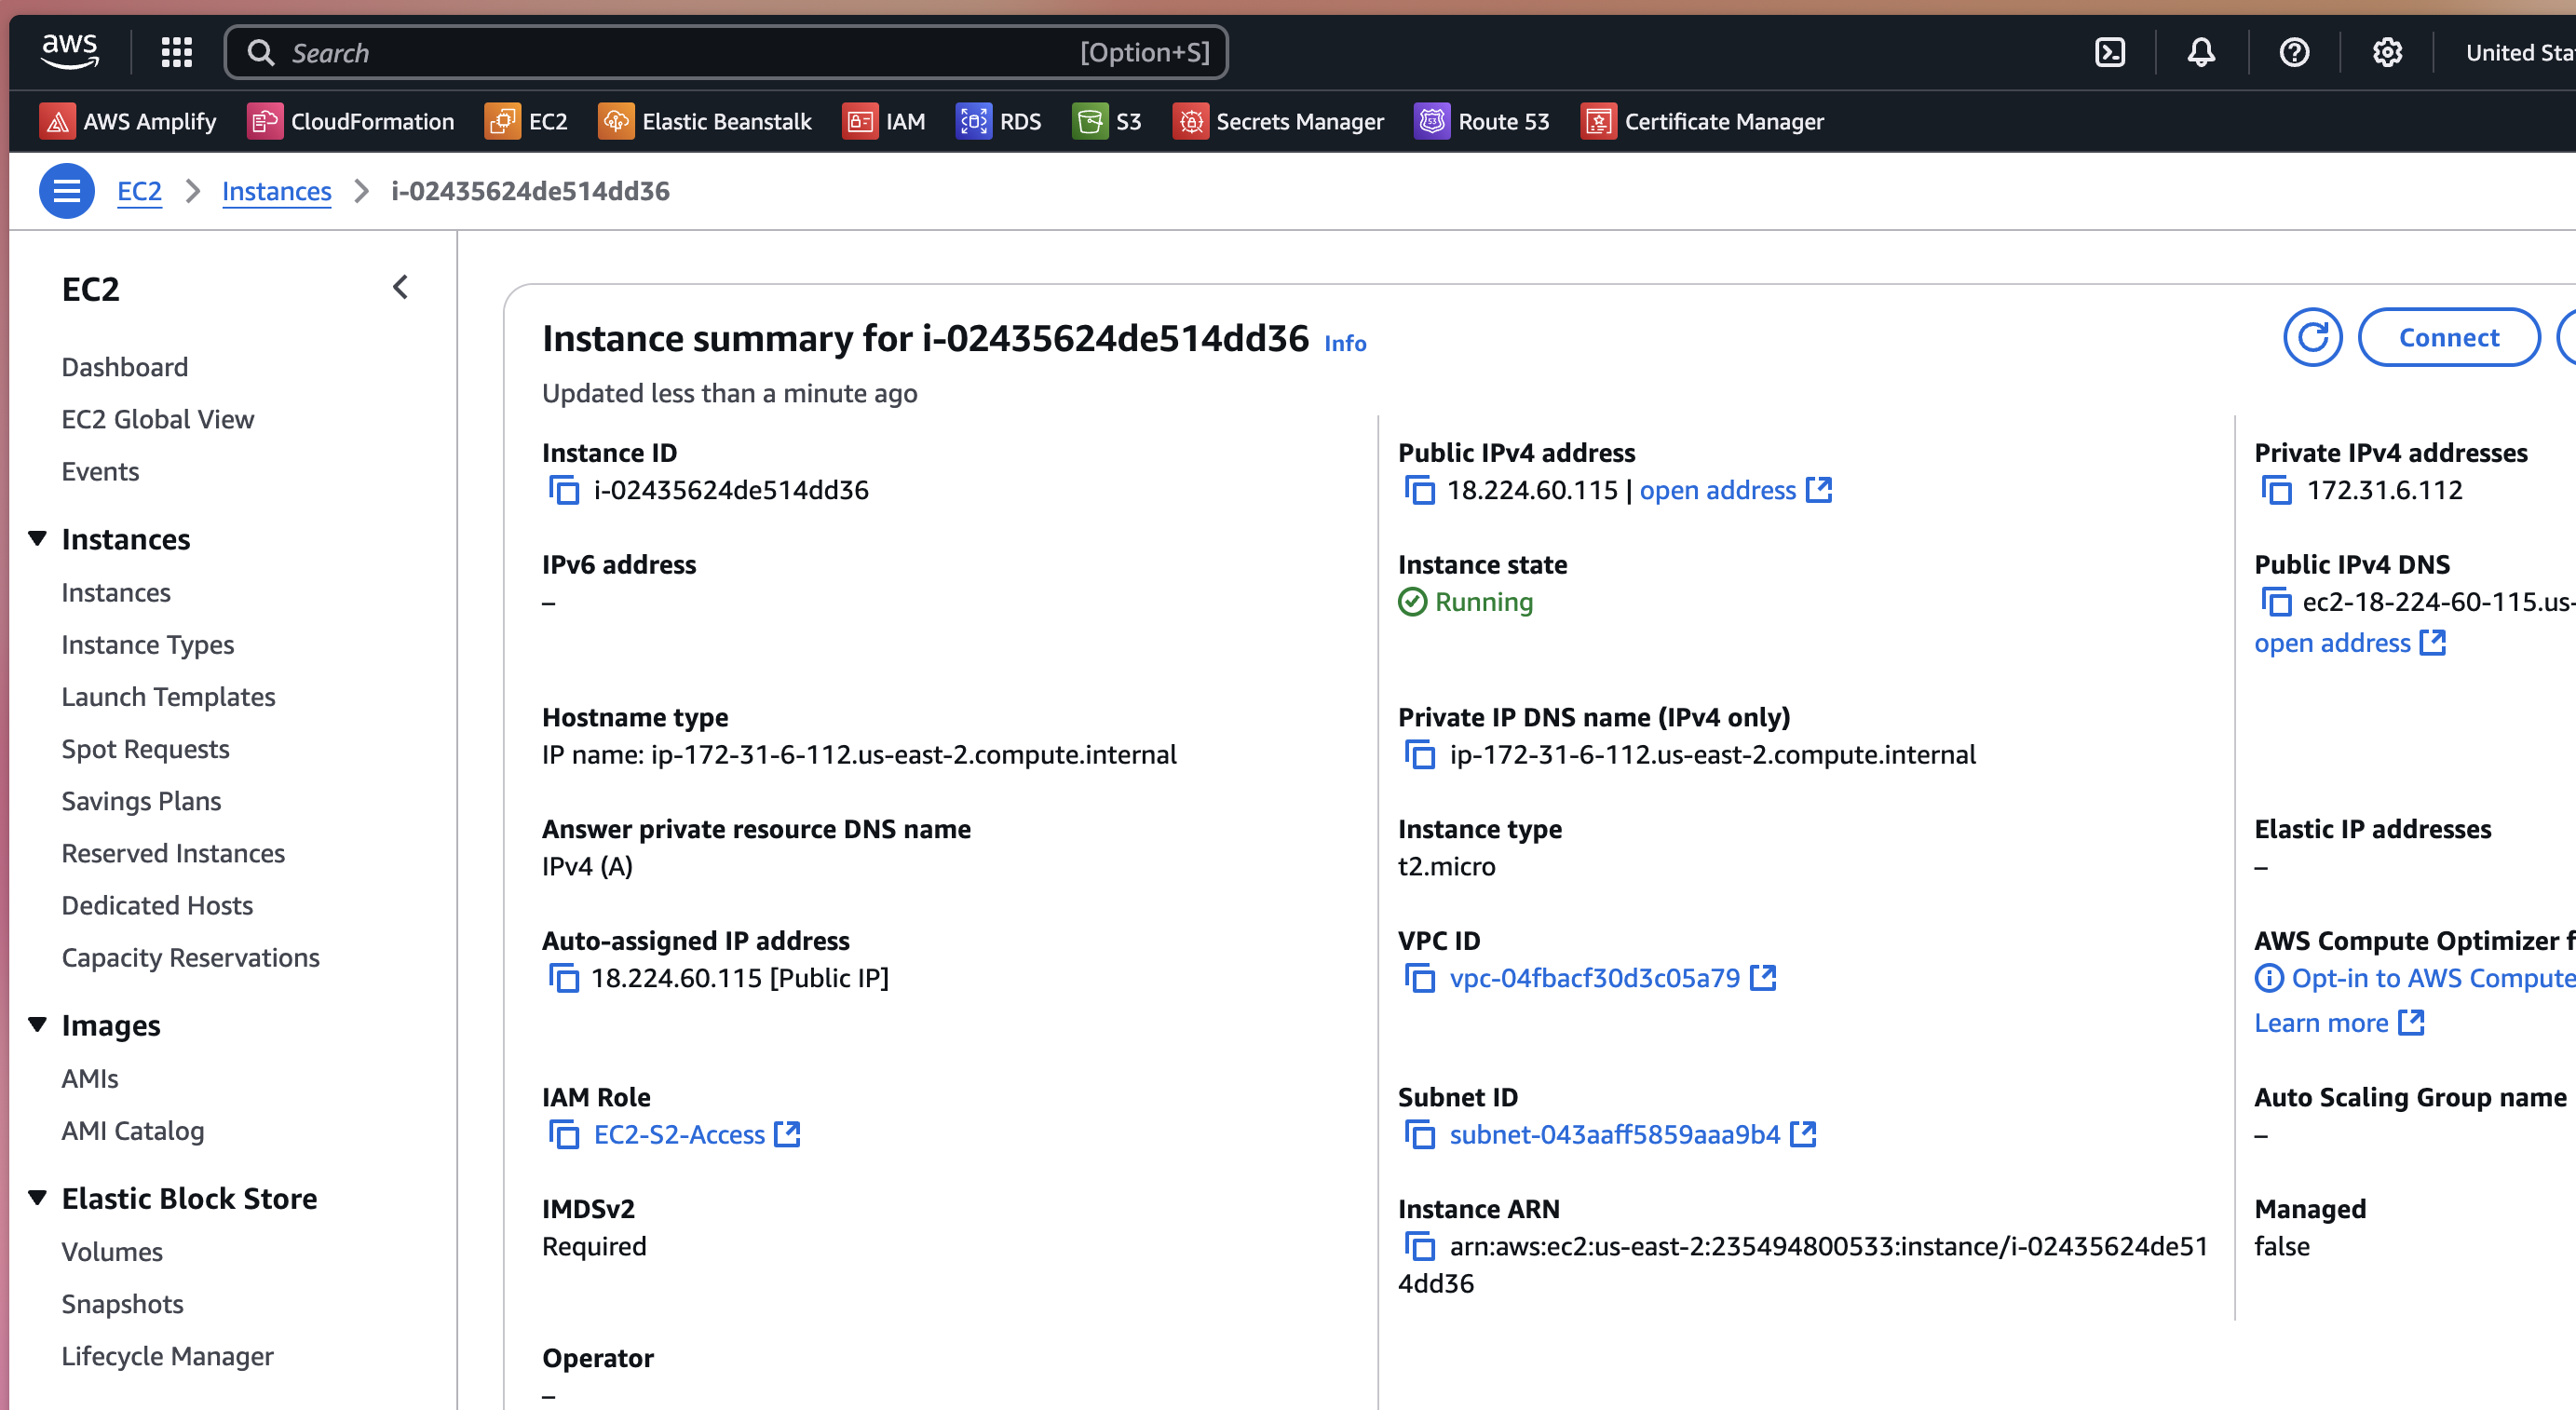 aws
Search [Option+S]
United Sta
AWS Amplify CloudFormation EC2 Elastic Beanstalk IAM RDS S3 Secrets Manager Route 53 Certificate Manager
EC2 Instances i-02435624de514dd36
EC2
Dashboard
EC2 Global View
Events
Instances
Instances
Instance Types
Launch Templates
Spot Requests
Savings Plans
Reserved Instances
Dedicated Hosts
Capacity Reservations
Images
AMIs
AMI Catalog
Elastic Block Store
Volumes
Snapshots
Lifecycle Manager
Instance summary for i-02435624de514dd36 Info
Updated less than a minute ago
Connect
Instance ID
i-02435624de514dd36
Public IPv4 address
18.224.60.115 | open address
Private IPv4 addresses
172.31.6.112
IPv6 address
–
Instance state
Running
Public IPv4 DNS
ec2-18-224-60-115.us-
open address
Hostname type
IP name: ip-172-31-6-112.us-east-2.compute.internal
Private IP DNS name (IPv4 only)
ip-172-31-6-112.us-east-2.compute.internal
Answer private resource DNS name
IPv4 (A)
Instance type
t2.micro
Elastic IP addresses
–
Auto-assigned IP address
18.224.60.115 [Public IP]
VPC ID
vpc-04fbacf30d3c05a79
AWS Compute Optimizer f
Opt-in to AWS Compute
Learn more
IAM Role
EC2-S2-Access
Subnet ID
subnet-043aaff5859aaa9b4
Auto Scaling Group name
–
IMDSv2
Required
Instance ARN
arn:aws:ec2:us-east-2:235494800533:instance/i-02435624de51
4dd36
Managed
false
Operator
–